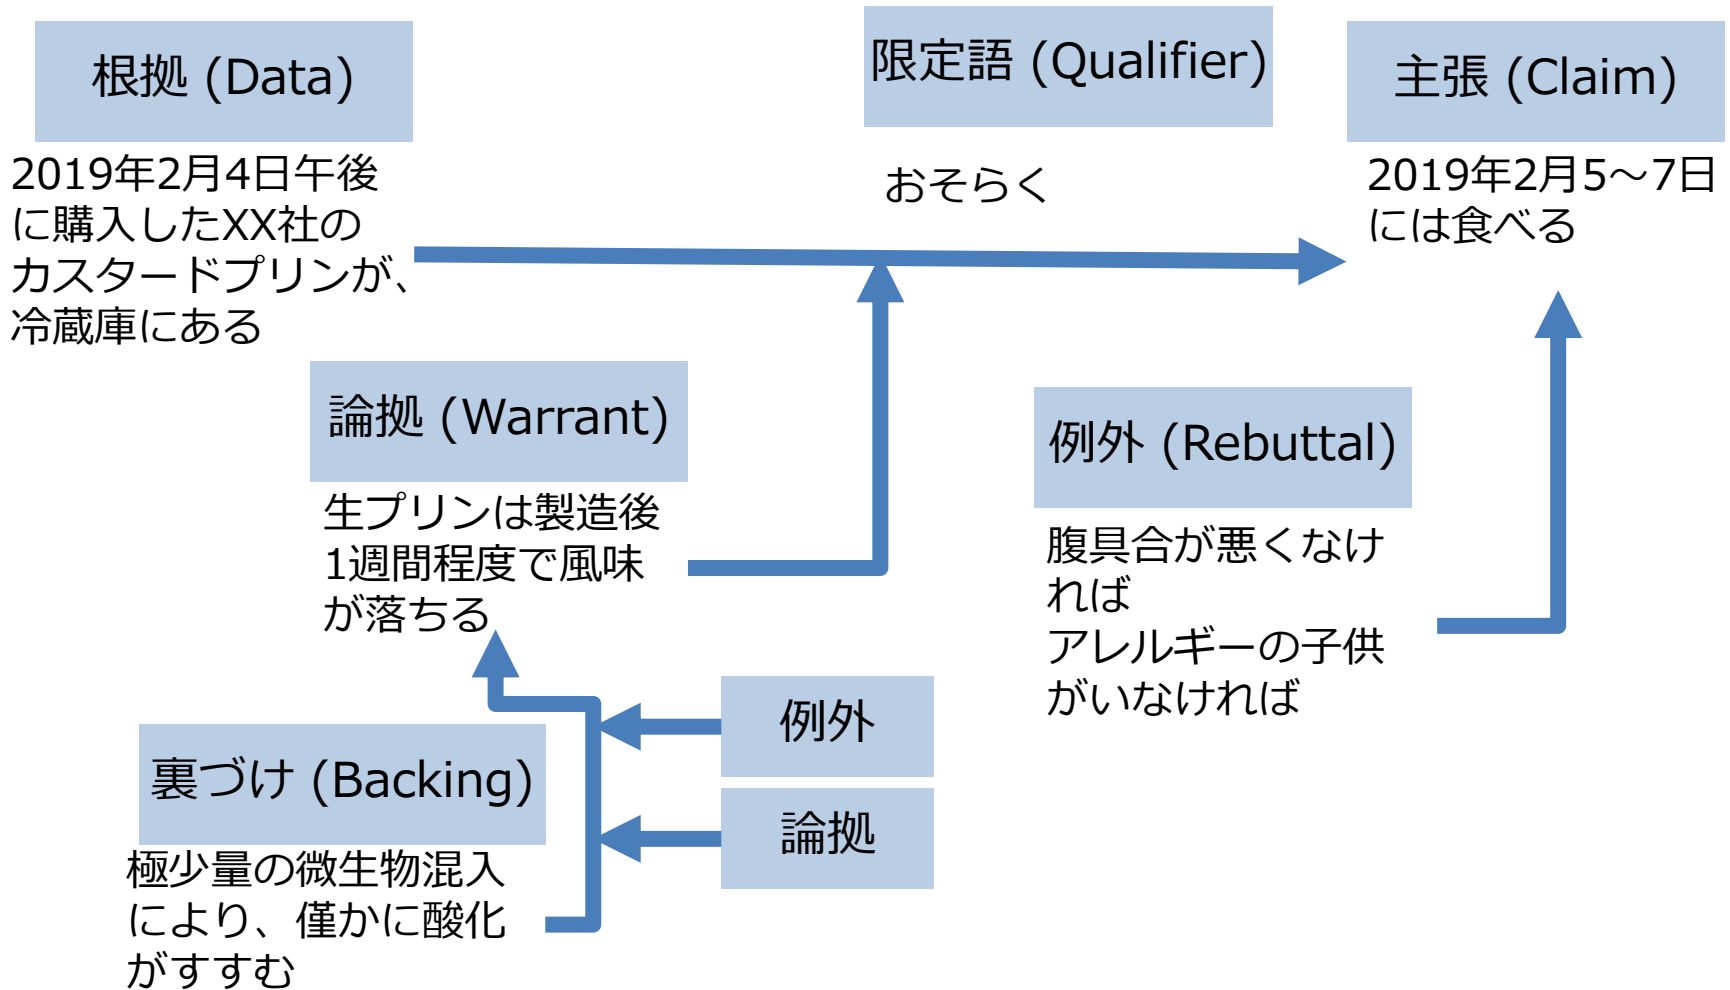 根拠 (Data)
2019年2月4日午後
に購入したXX社の
カスタードプリンが、
冷蔵庫にある
限定語 (Qualifier)
おそらく
主張 (Claim)
2019年2月5～7日
には食べる
論拠 (Warrant)
生プリンは製造後
1週間程度で風味
が落ちる
例外 (Rebuttal)
腹具合が悪くなけ
れば
アレルギーの子供
がいなければ
裏づけ (Backing)
極少量の微生物混入
により、僅かに酸化
がすすむ
例外
論拠